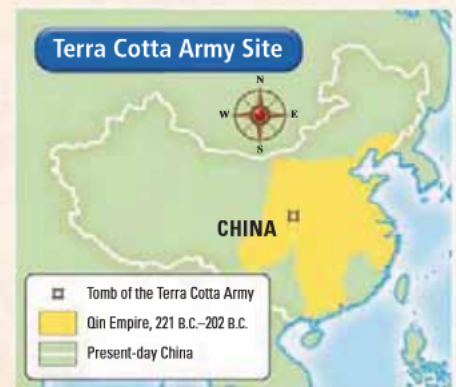 Terra Cotta Army Site
N
W E
S
CHINA
Tomb of the Terra Cotta Army
Qin Empire, 221 B.C.–202 B.C.
Present-day China